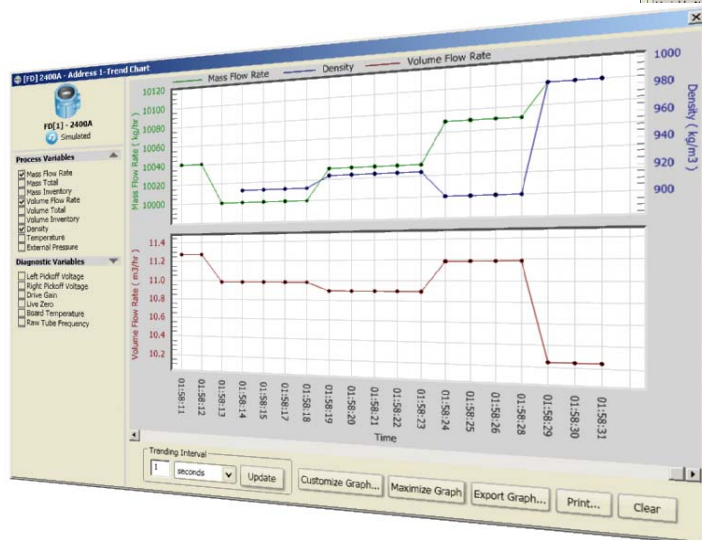 [FD] 2400A - Address 1-Trend Chart
FD[1] - 2400A
Simulated
Process Variables
Mass Flow Rate
Mass Total
Mass Inventory
Volume Flow Rate
Volume Total
Volume Inventory
Density
Temperature
External Pressure
Diagnostic Variables
Left Pickoff Voltage
Right Pickoff Voltage
Drive Gain
Live Zero
Board Temperature
Raw Tube Frequency
Mass Flow Rate Density Volume Flow Rate
Mass Flow Rate ( kg/hr )
10120
10100
10080
10060
10040
10020
10000
1000
980
960
940
920
900
Density ( kg/m3 )
Volume Flow Rate ( m3/hr )
11.4
11.2
11.0
10.8
10.6
10.4
10.2
01:58:11
01:58:12
01:58:13
01:58:14
01:58:15
01:58:17
01:58:18
01:58:19
01:58:20
01:58:21
01:58:22
01:58:23
01:58:24
01:58:25
01:58:26
01:58:28
01:58:29
01:58:30
01:58:31
Time
Trending Interval
1 seconds Update
Customize Graph... Maximize Graph Export Graph... Print... Clear